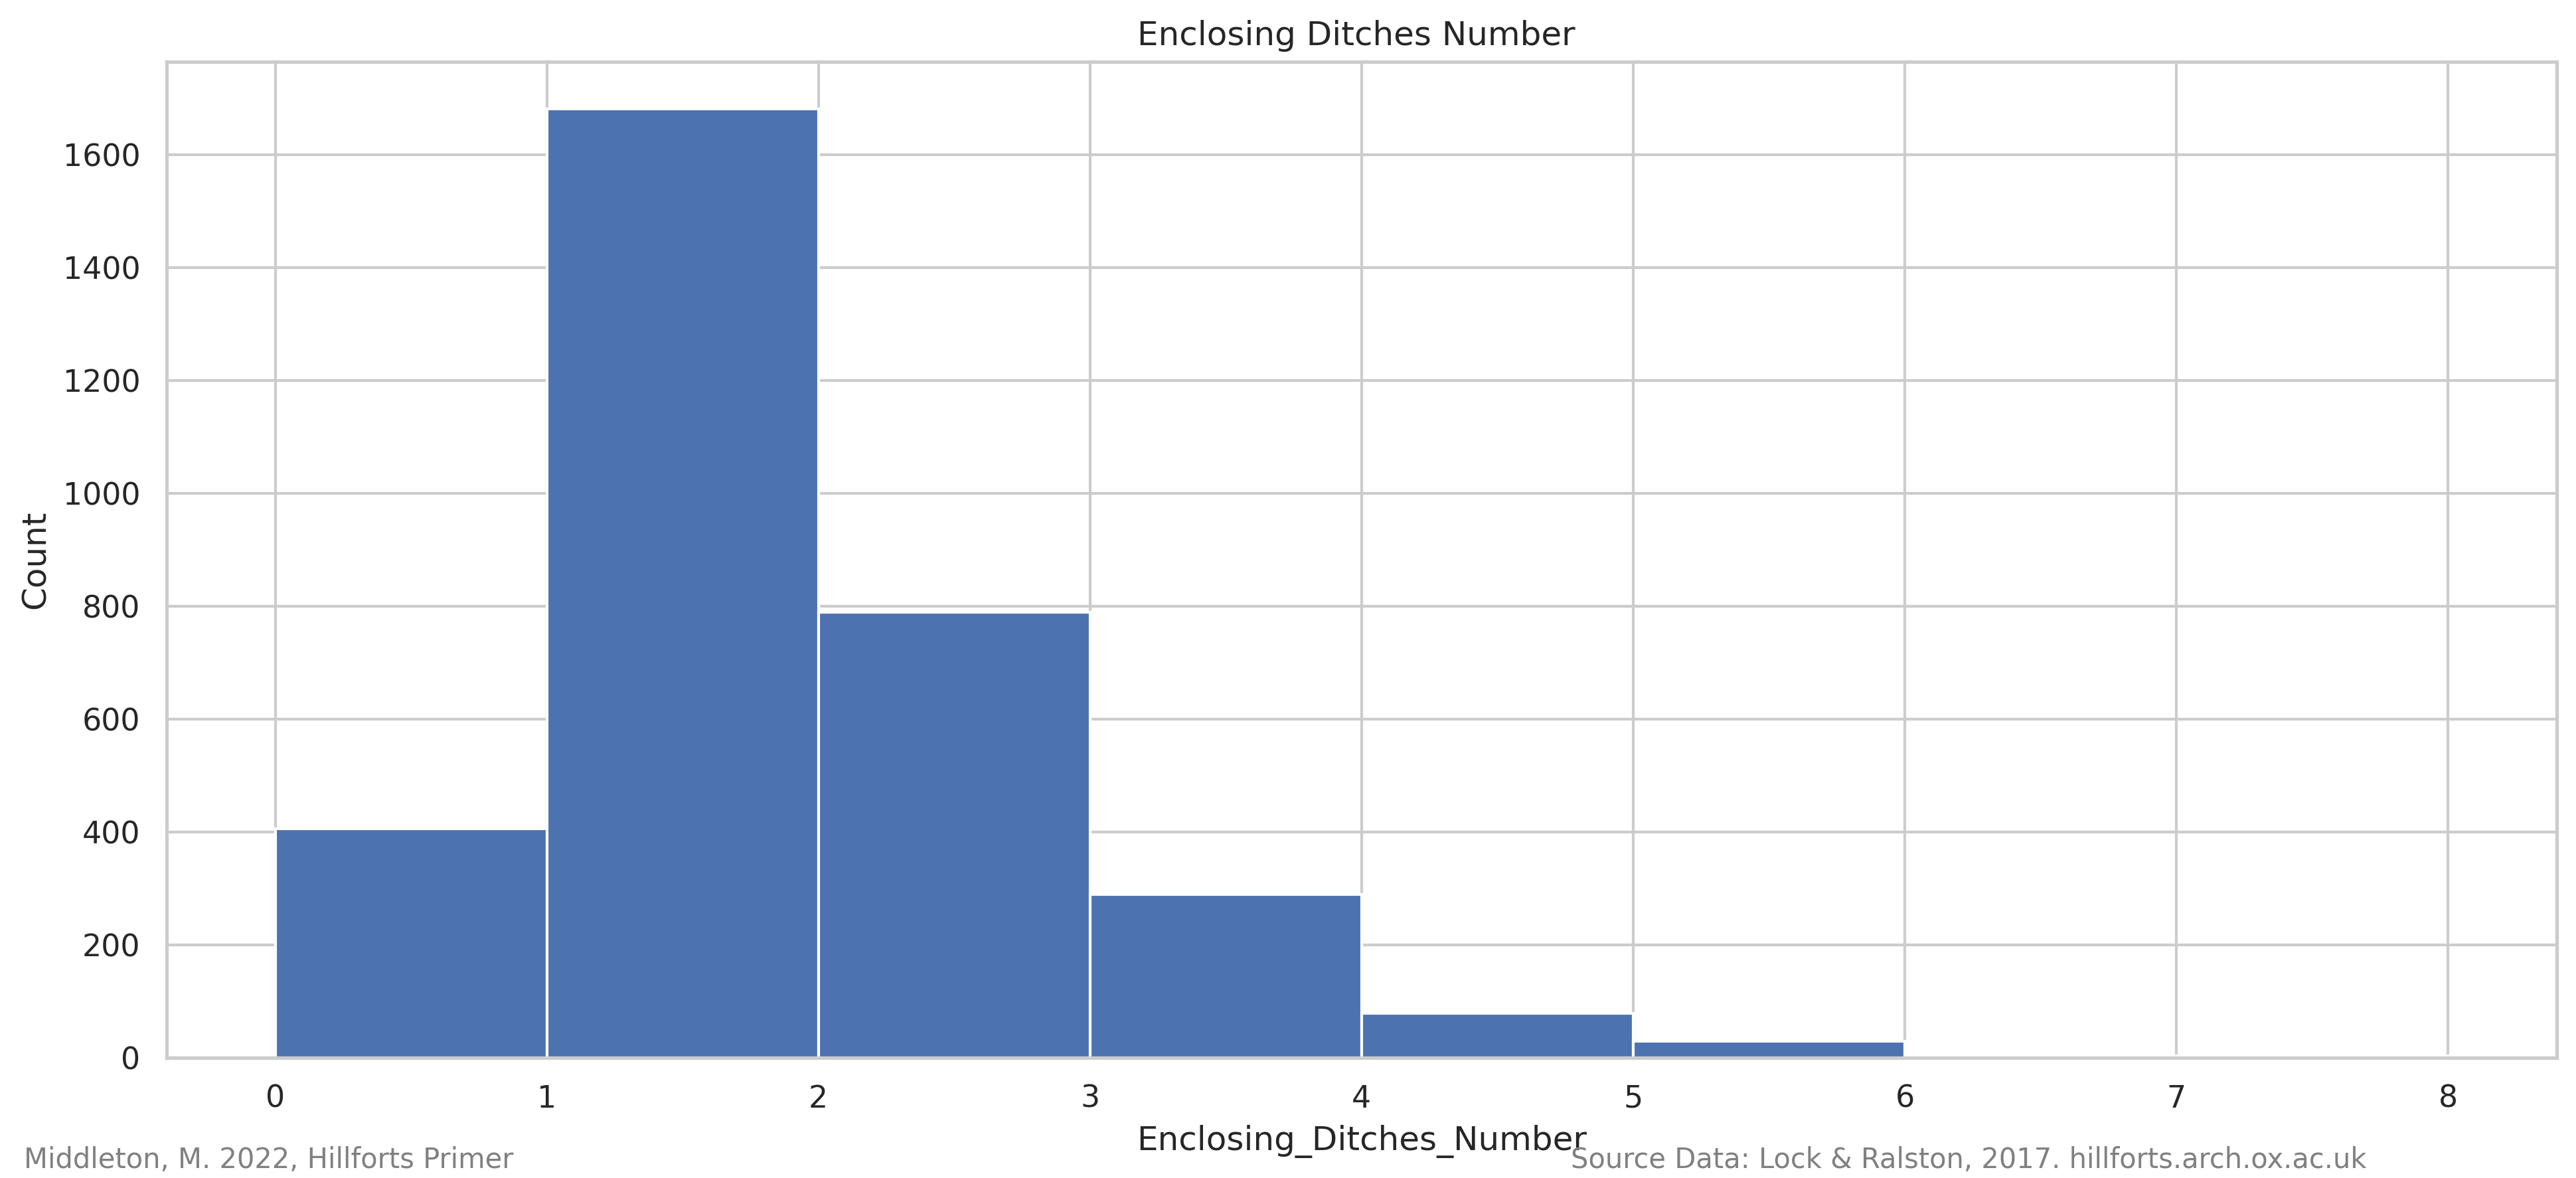 Enclosing Ditches Number
1600
1400
1200
1000
800
600
400
200
0
Count
0 1 2 3 4 5 6 7 8
Enclosing_Ditches_Number
Middleton, M. 2022, Hillforts Primer
Source Data: Lock & Ralston, 2017. hillforts.arch.ox.ac.uk